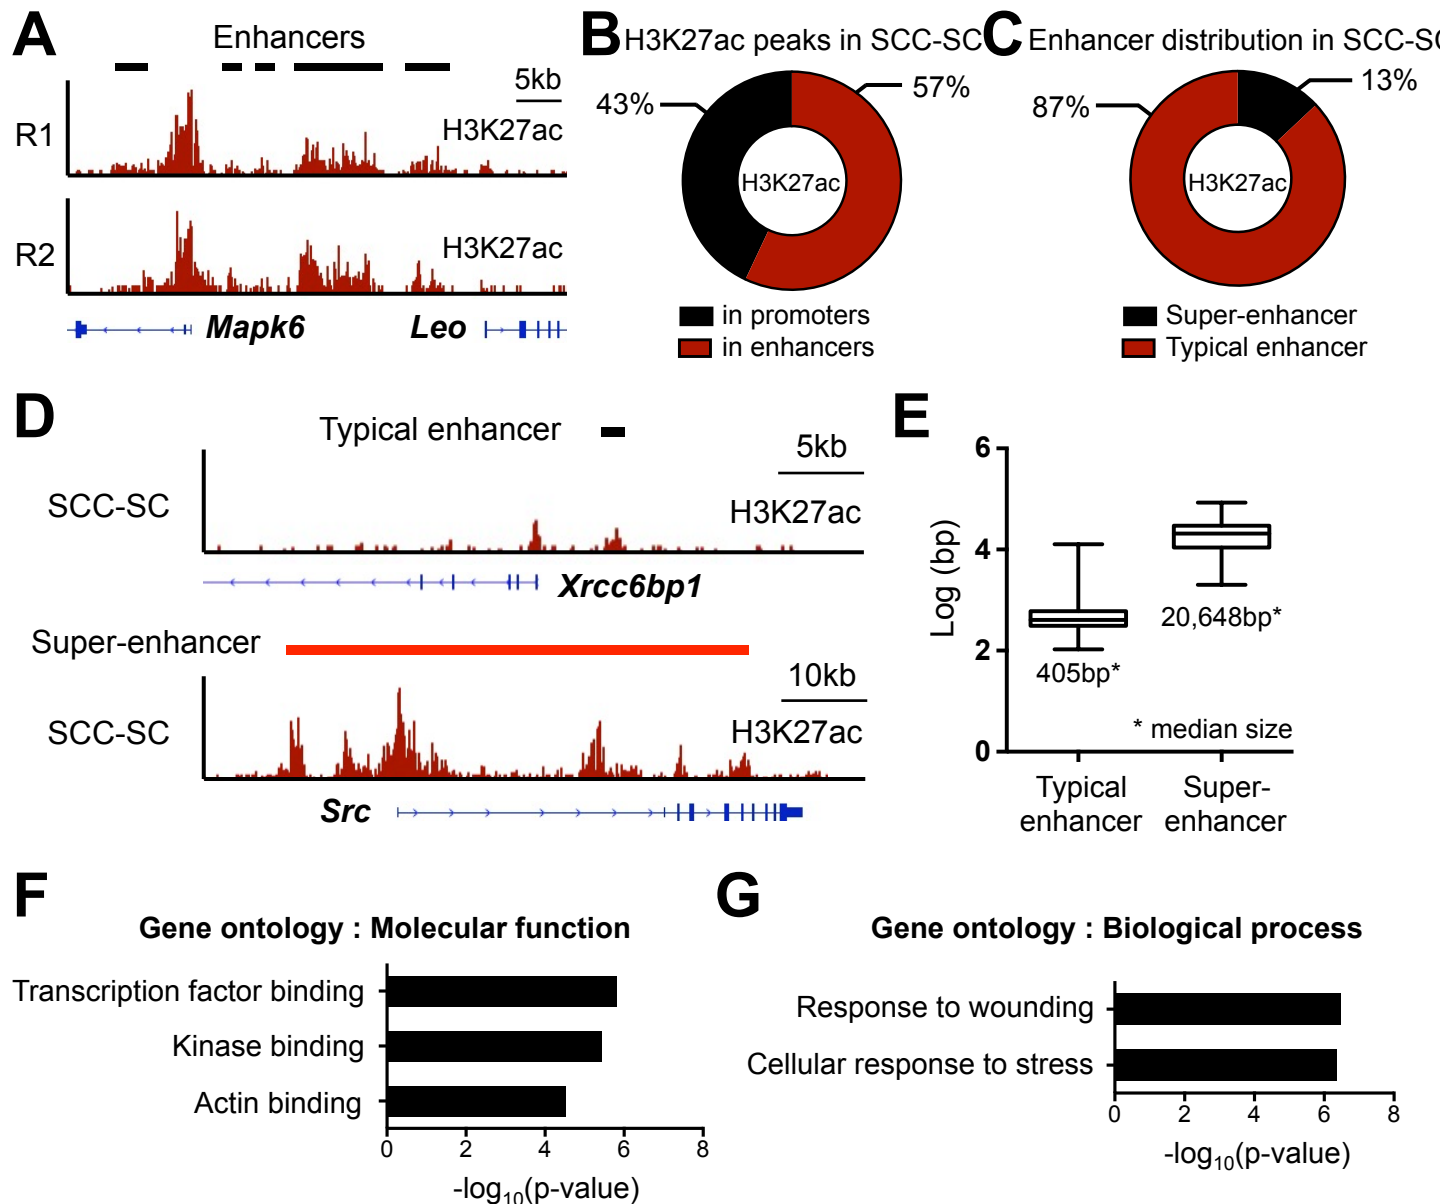 A
Enhancers
5kb
R1
H3K27ac
R2
H3K27ac
Mapk6
Leo
B
H3K27ac peaks in SCC-SC
43%
57%
H3K27ac
in promoters
in enhancers
C
Enhancer distribution in SCC-SC
87%
13%
H3K27ac
Super-enhancer
Typical enhancer
D
Typical enhancer
5kb
SCC-SC
H3K27ac
Xrcc6bp1
Super-enhancer
10kb
SCC-SC
H3K27ac
Src
E
Log (bp)
6
4
2
0
405bp*
20,648bp*
* median size
Typical
enhancer
Super-
enhancer
F
Gene ontology : Molecular function
Transcription factor binding
Kinase binding
Actin binding
0 2 4 6 8
-log10(p-value)
G
Gene ontology : Biological process
Response to wounding
Cellular response to stress
0 2 4 6 8
-log10(p-value)